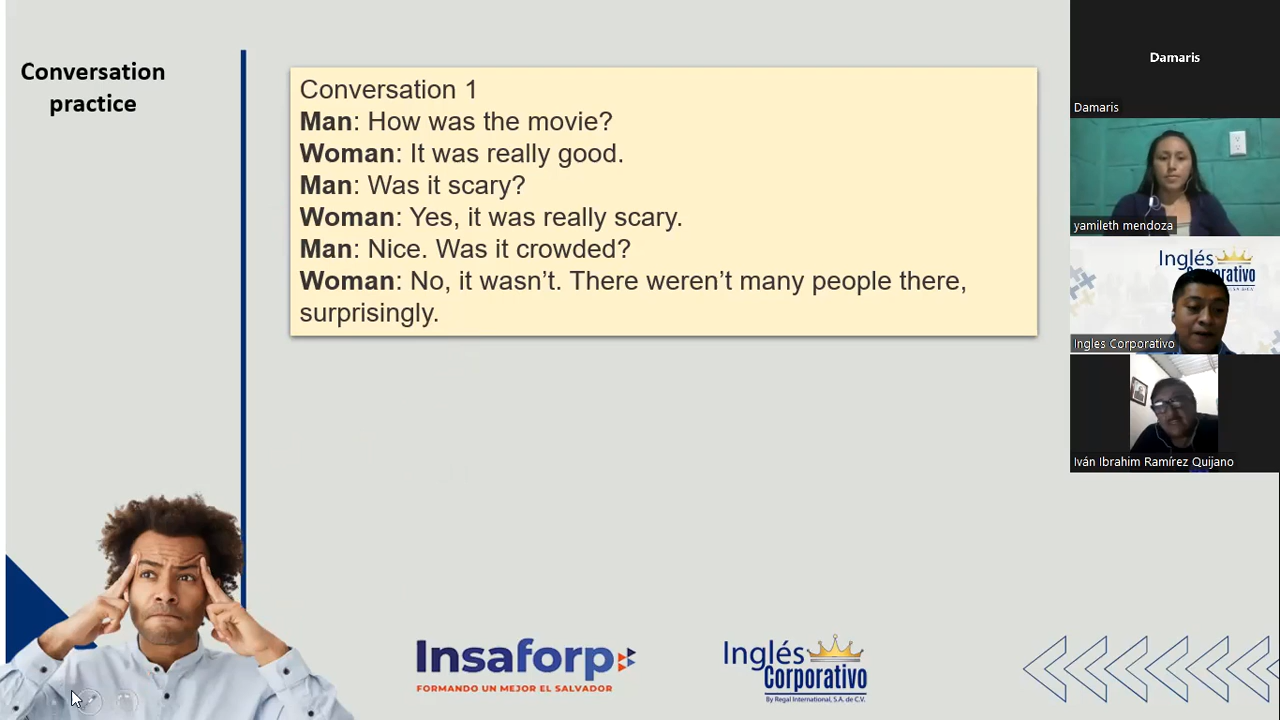 Conversation
practice
Conversation 1
Man: How was the movie?
Woman: It was really good.
Man: Was it scary?
Woman: Yes, it was really scary.
Man: Nice. Was it crowded?
Woman: No, it wasn’t. There weren’t many people there,
surprisingly.
Damaris
Damaris
yamileth mendoza
Inglés
Corporativo
Ingles Corporativo
Iván Ibrahim Ramírez Quijano
Insaforp
FORMANDO UN MEJOR EL SALVADOR
Inglés
Corporativo
By Regal International, S.A. de C.V.